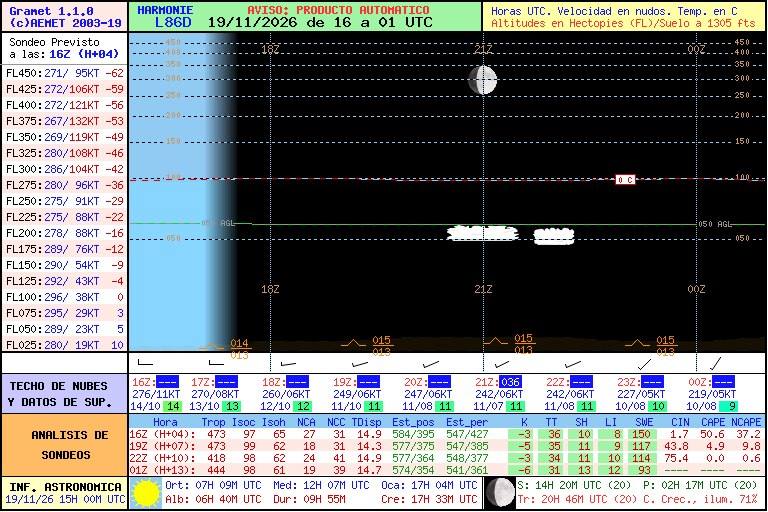 Gramet 1.1.0
(c)AEMET 2003-19
HARMONIE
L86D
AVISO: PRODUCTO AUTOMATICO
19/11/2026 de 16 a 01 UTC
Horas UTC. Velocidad en nudos. Temp. en C
Altitudes en Hectopies (FL)/Suelo a 1305 fts
Sondeo Previsto
a las: 16Z (H+04)
FL450:271/ 95KT -62
FL425:272/106KT -59
FL400:272/121KT -56
FL375:267/132KT -53
FL350:269/119KT -49
FL325:280/108KT -46
FL300:286/104KT -42
FL275:280/ 96KT -36
FL250:275/ 91KT -29
FL225:275/ 88KT -22
FL200:278/ 88KT -16
FL175:289/ 76KT -12
FL150:290/ 54KT -9
FL125:292/ 43KT -4
FL100:296/ 38KT 0
FL075:295/ 29KT 3
FL050:289/ 23KT 5
FL025:280/ 19KT 10
18Z 21Z 00Z
450 450
400 400
350 350
300 300
250 250
200 200
150 150
100 0 C 100
050 AGL 050 AGL
050 050
18Z 21Z 00Z
014 015 015 014
013 013 013 013
TECHO DE NUBES
Y DATOS DE SUP.
16Z:--- 17Z:--- 18Z:--- 19Z:--- 20Z:--- 21Z:036 22Z:--- 23Z:--- 00Z:---
276/11KT 270/08KT 260/06KT 249/06KT 247/06KT 242/06KT 242/06KT 227/05KT 219/05KT
14/10 14 13/10 13 12/10 12 11/10 11 11/08 11 11/07 11 11/08 11 10/08 10 10/08 9
ANALISIS DE
SONDEOS
Hora Trop Isoc Isoh NCA NCC TDisp Est_pos Est_per K TT SH LI SWE CIN CAPE NCAPE
16Z (H+04): 473 97 65 27 31 14.9 584/395 547/427 -3 36 10 8 150 1.7 50.6 37.2
19Z (H+07): 473 99 62 20 31 14.3 577/375 547/385 -5 35 11 10 114 43.8 4.9 9.8
22Z (H+10): 418 98 62 24 41 14.9 577/364 548/377 -3 34 11 10 114 75.4 0.0 0.6
01Z (H+13): 444 98 61 19 39 14.7 574/354 541/361 -6 31 13 12 93 ---- ---- ----
INF. ASTRONOMICA
19/11/26 15H 00M UTC
Ort: 07H 09M UTC Med: 12H 07M UTC Oca: 17H 04M UTC
Alb: 06H 40M UTC Dur: 09H 55M Cre: 17H 33M UTC
S: 14H 20M UTC (20) P: 02H 17M UTC (20)
Tr: 20H 46M UTC (20) C. Crec., ilum. 71%